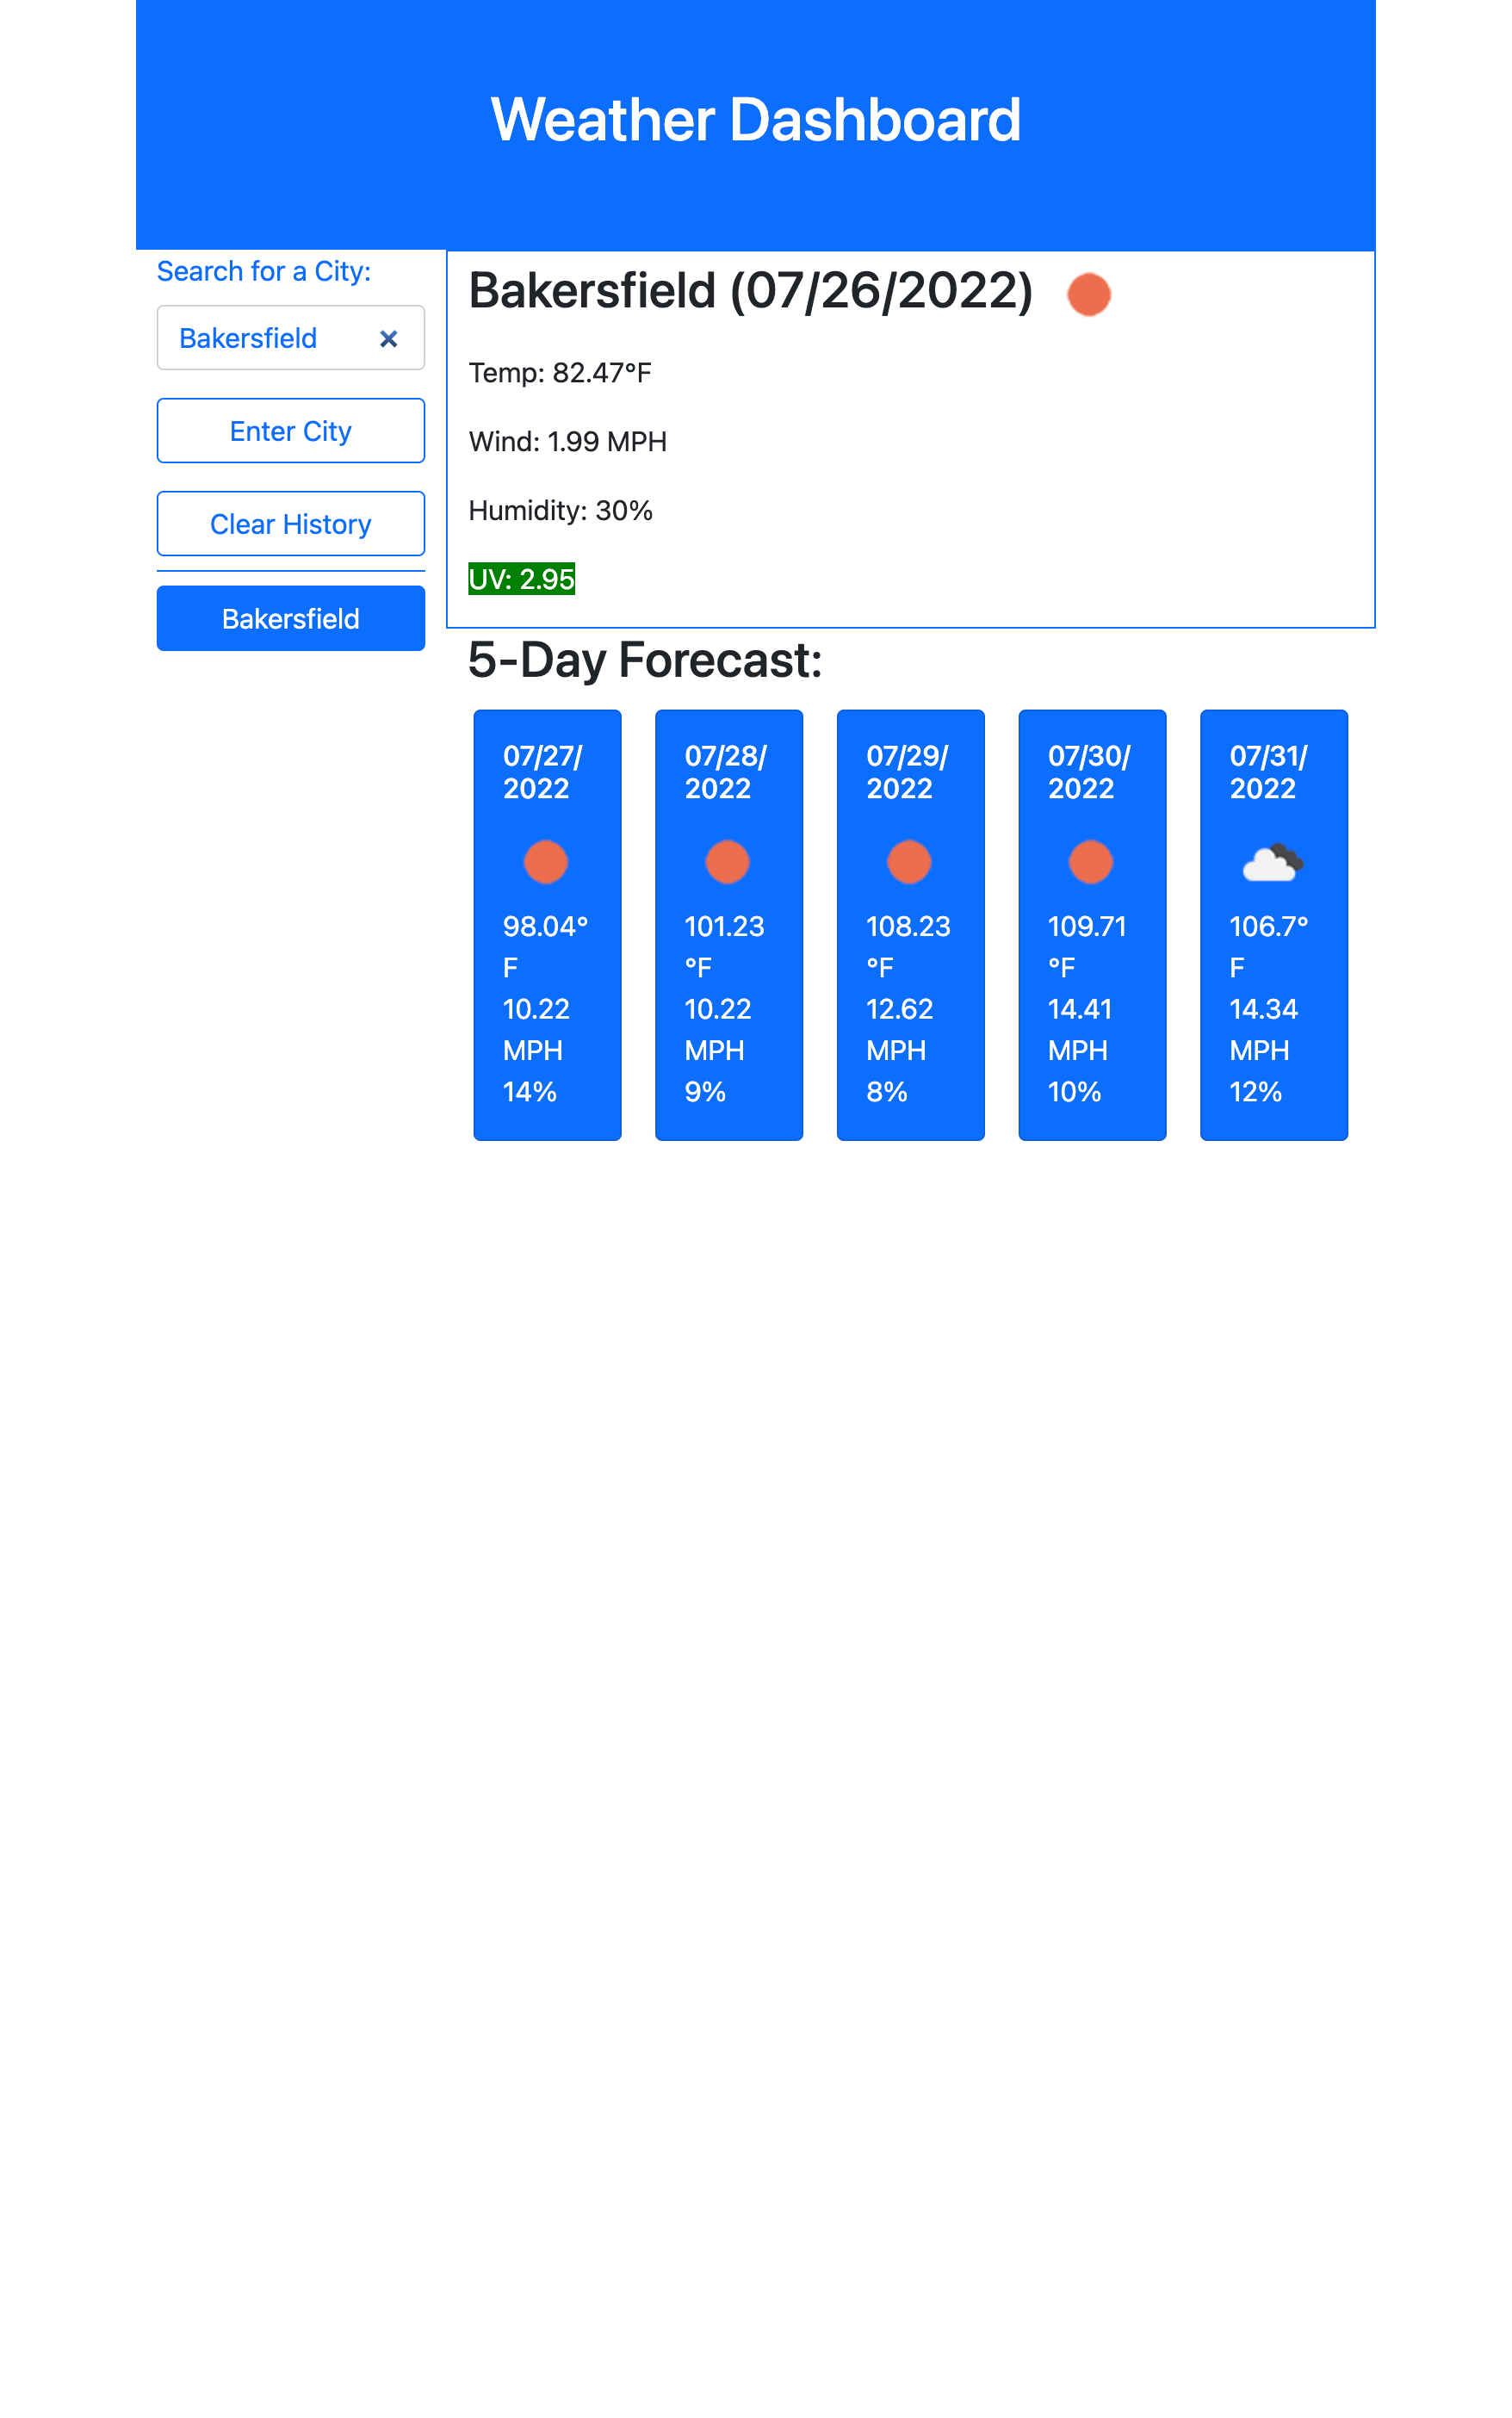 Weather Dashboard
Search for a City:
Bakersfield
Enter City
Clear History
Bakersfield
Bakersfield (07/26/2022)
Temp: 82.47°F
Wind: 1.99 MPH
Humidity: 30%
UV: 2.95
5-Day Forecast:
07/27/
2022
98.04°
F
10.22
MPH
14%
07/28/
2022
101.23
°F
10.22
MPH
9%
07/29/
2022
108.23
°F
12.62
MPH
8%
07/30/
2022
109.71
°F
14.41
MPH
10%
07/31/
2022
106.7°
F
14.34
MPH
12%